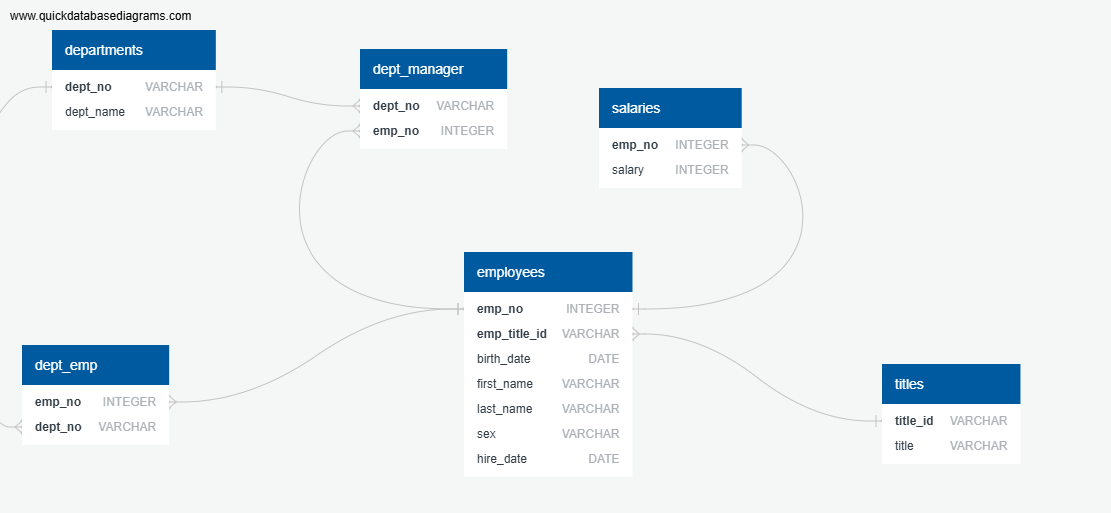 www.quickdatabasediagrams.com
departments
dept_no VARCHAR
dept_name VARCHAR
dept_manager
dept_no VARCHAR
emp_no INTEGER
salaries
emp_no INTEGER
salary INTEGER
employees
emp_no INTEGER
emp_title_id VARCHAR
birth_date DATE
first_name VARCHAR
last_name VARCHAR
sex VARCHAR
hire_date DATE
dept_emp
emp_no INTEGER
dept_no VARCHAR
titles
title_id VARCHAR
title VARCHAR